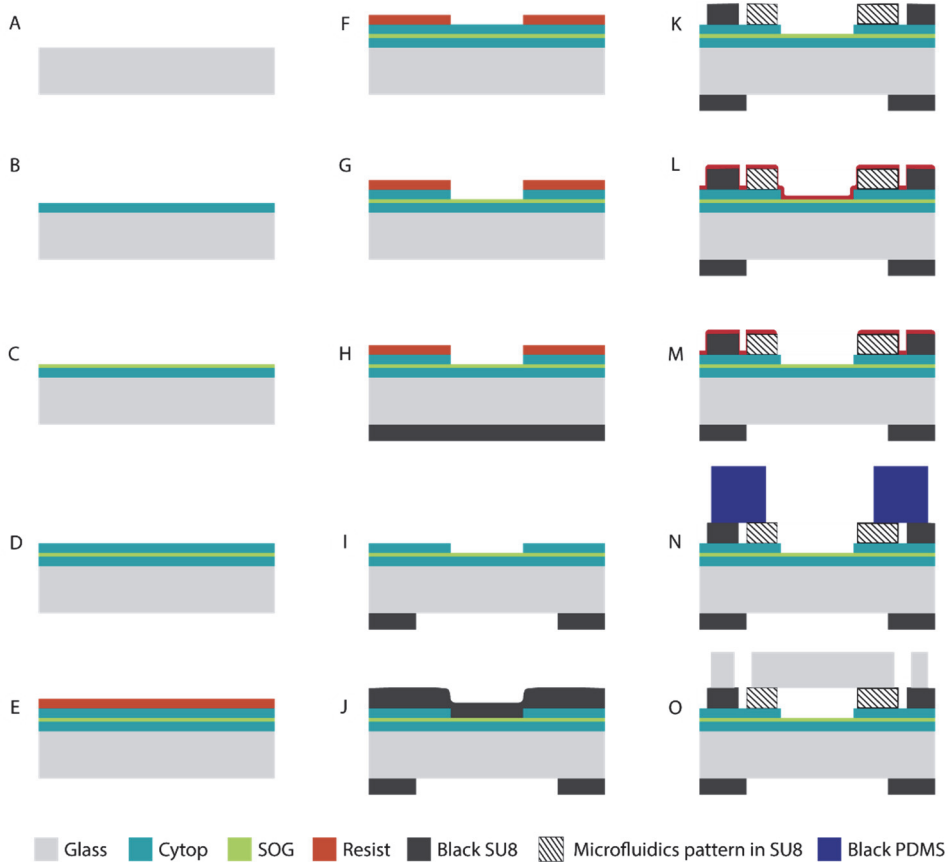 A
B
C
D
E
F
G
H
I
J
K
L
M
N
O
Glass Cytop SOG Resist Black SU8 Microfluidics pattern in SU8 Black PDMS